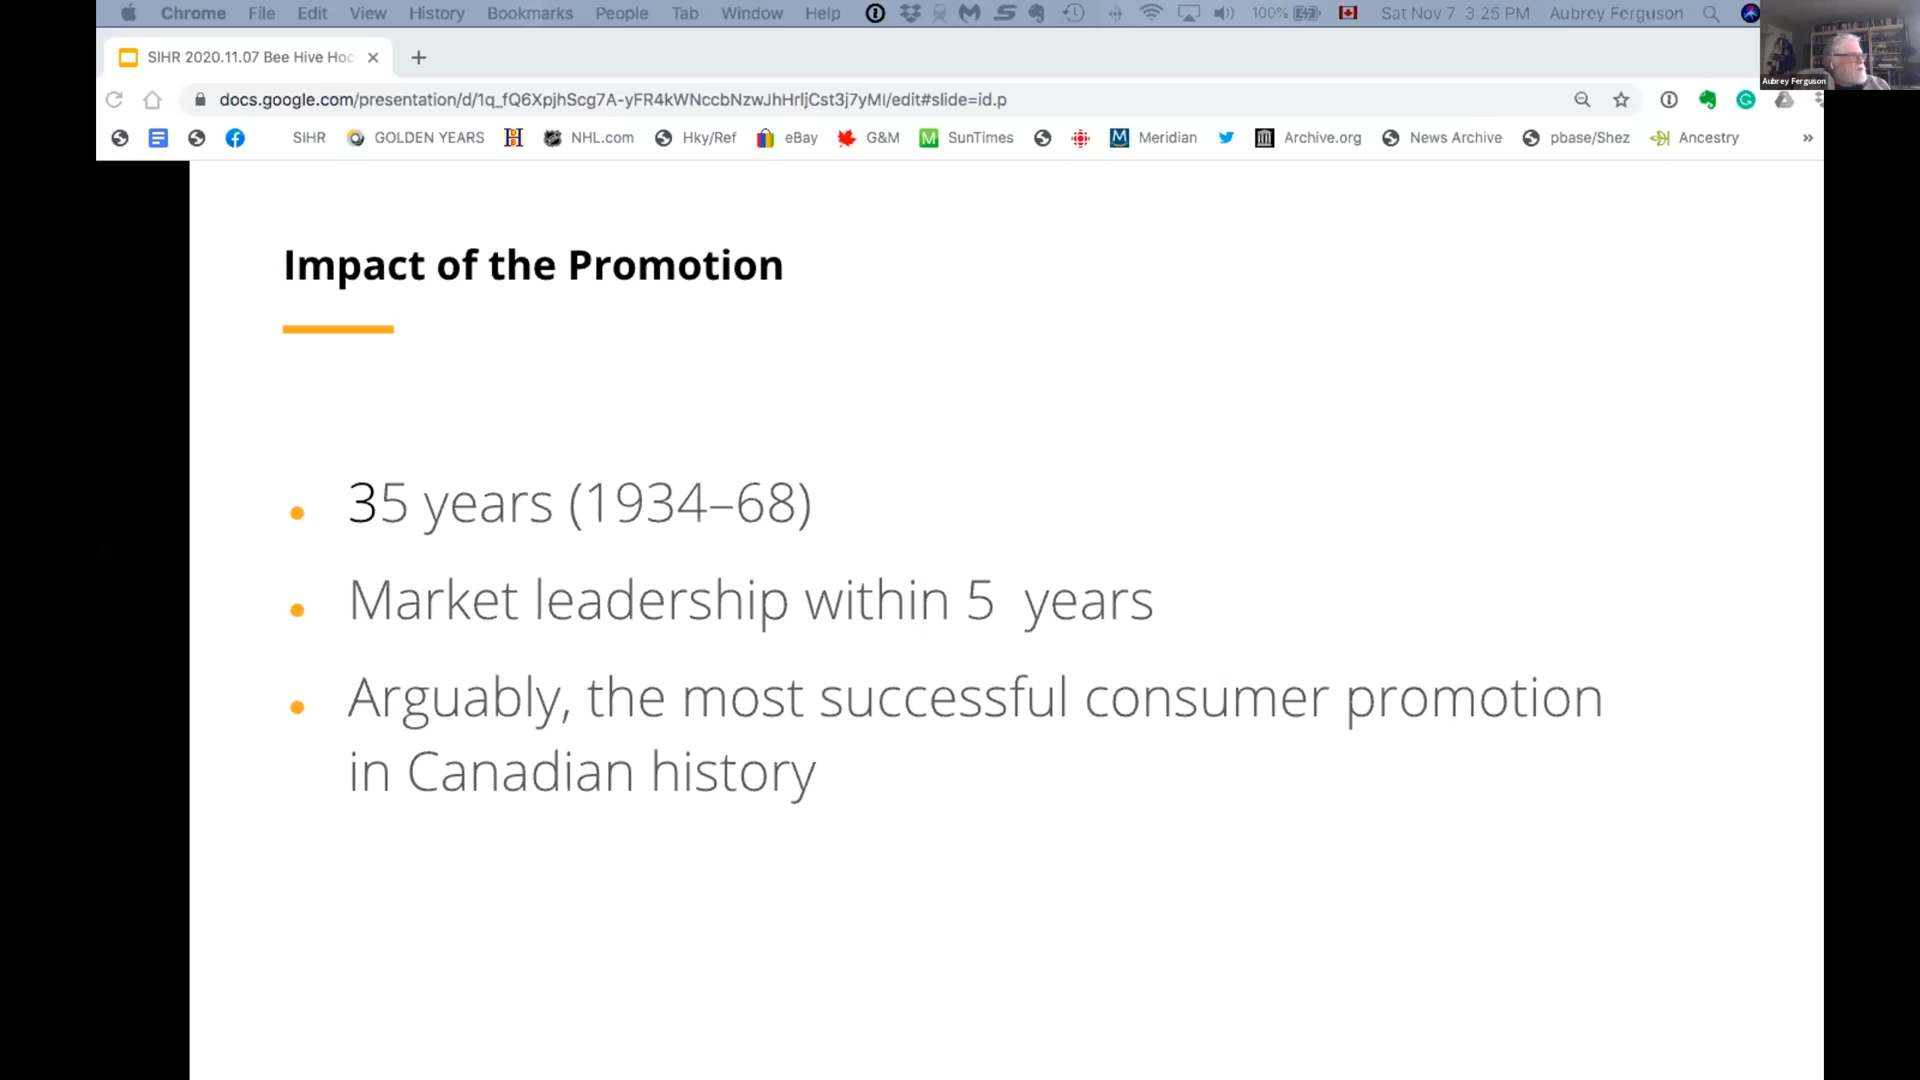 Chrome File Edit View History Bookmarks People Tab Window Help 100% Sat Nov 7 3:25 PM Aubrey Ferguson
SIHR 2020.11.07 Bee Hive Hoc
Aubrey Ferguson
docs.google.com/presentation/d/1q_fQ6XpjhScg7A-yFR4kWNccbNzwJhHrljCst3j7yMI/edit#slide=id.p
SIHR GOLDEN YEARS NHL.com Hky/Ref eBay G&M SunTimes Meridian Archive.org News Archive pbase/Shez Ancestry »
Impact of the Promotion
35 years (1934–68)
Market leadership within 5 years
Arguably, the most successful consumer promotion
in Canadian history